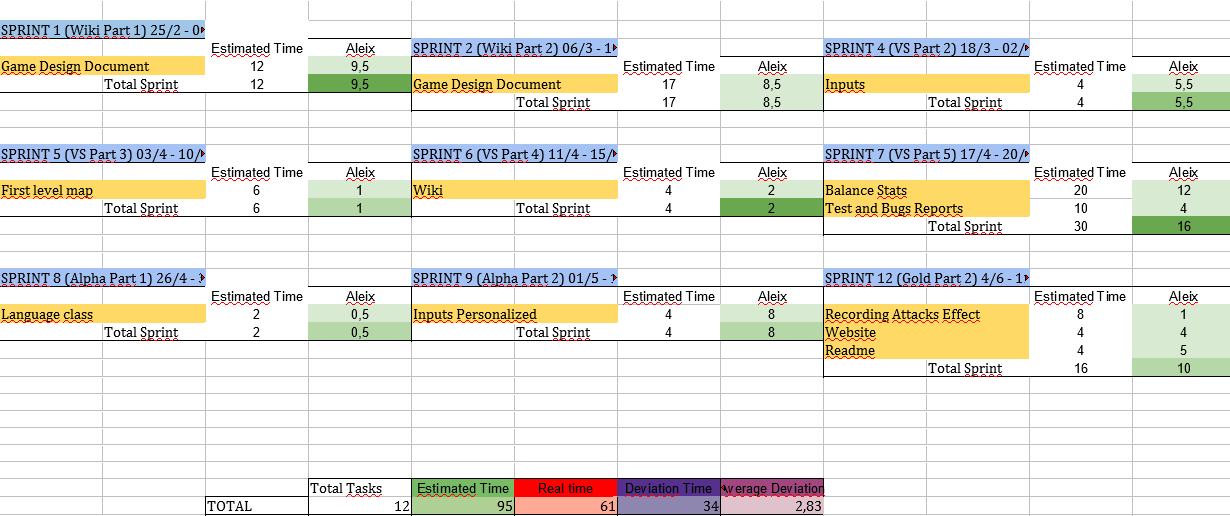 SPRINT 1 (Wiki Part 1) 25/2 - 0
Estimated Time Aleix
Game Design Document 12 9,5
Total Sprint 12 9,5
SPRINT 2 (Wiki Part 2) 06/3 - 1
Estimated Time Aleix
Game Design Document 17 8,5
Total Sprint 17 8,5
SPRINT 4 (VS Part 2) 18/3 - 02/
Estimated Time Aleix
Inputs 4 5,5
Total Sprint 4 5,5
SPRINT 5 (VS Part 3) 03/4 - 10/
Estimated Time Aleix
First level map 6 1
Total Sprint 6 1
SPRINT 6 (VS Part 4) 11/4 - 15/
Estimated Time Aleix
Wiki 4 2
Total Sprint 4 2
SPRINT 7 (VS Part 5) 17/4 - 20/
Estimated Time Aleix
Balance Stats 20 12
Test and Bugs Reports 10 4
Total Sprint 30 16
SPRINT 8 (Alpha Part 1) 26/4 -
Estimated Time Aleix
Language class 2 0,5
Total Sprint 2 0,5
SPRINT 9 (Alpha Part 2) 01/5 -
Estimated Time Aleix
Inputs Personalized 4 8
Total Sprint 4 8
SPRINT 12 (Gold Part 2) 4/6 - 1
Estimated Time Aleix
Recording Attacks Effect 8 1
Website 4 4
Readme 4 5
Total Sprint 16 10
Total Tasks Estimated Time Real time Deviation Time Average Deviation
TOTAL 12 95 61 34 2,83